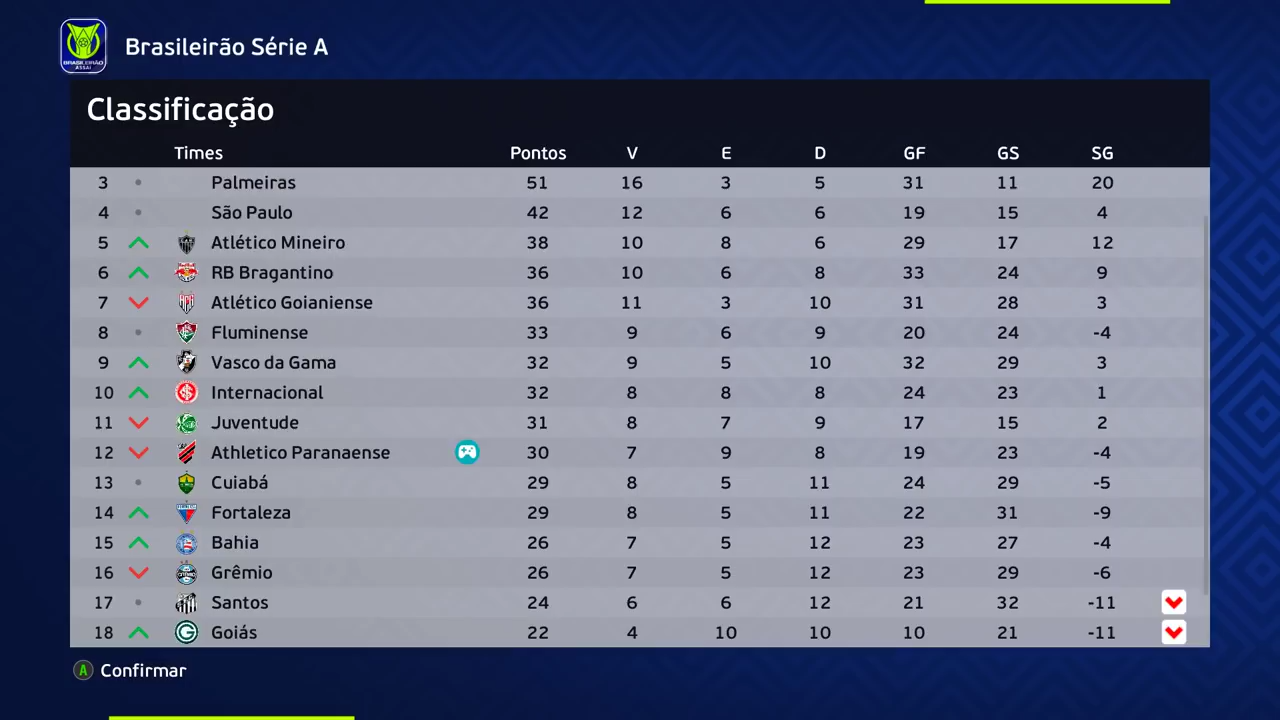 BRASILEIRÃO
ASSAÍ
Brasileirão Série A
Classificação
Times Pontos V E D GF GS SG
3 Palmeiras 51 16 3 5 31 11 20
4 São Paulo 42 12 6 6 19 15 4
5 Atlético Mineiro 38 10 8 6 29 17 12
6 RB Bragantino 36 10 6 8 33 24 9
7 Atlético Goianiense 36 11 3 10 31 28 3
8 Fluminense 33 9 6 9 20 24 -4
9 Vasco da Gama 32 9 5 10 32 29 3
10 Internacional 32 8 8 8 24 23 1
11 Juventude 31 8 7 9 17 15 2
12 Athletico Paranaense 30 7 9 8 19 23 -4
13 Cuiabá 29 8 5 11 24 29 -5
14 Fortaleza 29 8 5 11 22 31 -9
15 Bahia 26 7 5 12 23 27 -4
16 Grêmio 26 7 5 12 23 29 -6
17 Santos 24 6 6 12 21 32 -11
18 Goiás 22 4 10 10 10 21 -11
A Confirmar